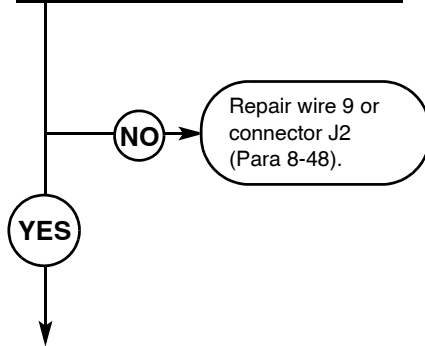 NO
Repair wire 9 or
connector J2
(Para 8-48).
YES